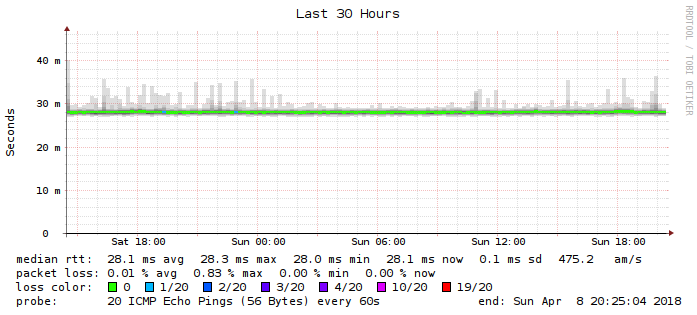 Last 30 Hours
RRDTOOL / TOBI OETIKER
Seconds
40 m
30 m
20 m
10 m
0
Sat 18:00 Sun 00:00 Sun 06:00 Sun 12:00 Sun 18:00
median rtt: 28.1 ms avg 28.3 ms max 28.0 ms min 28.1 ms now 0.1 ms sd 475.2 am/s
packet loss: 0.01 % avg 0.83 % max 0.00 % min 0.00 % now
loss color: 0 1/20 2/20 3/20 4/20 10/20 19/20
probe: 20 ICMP Echo Pings (56 Bytes) every 60s end: Sun Apr 8 20:25:04 2018